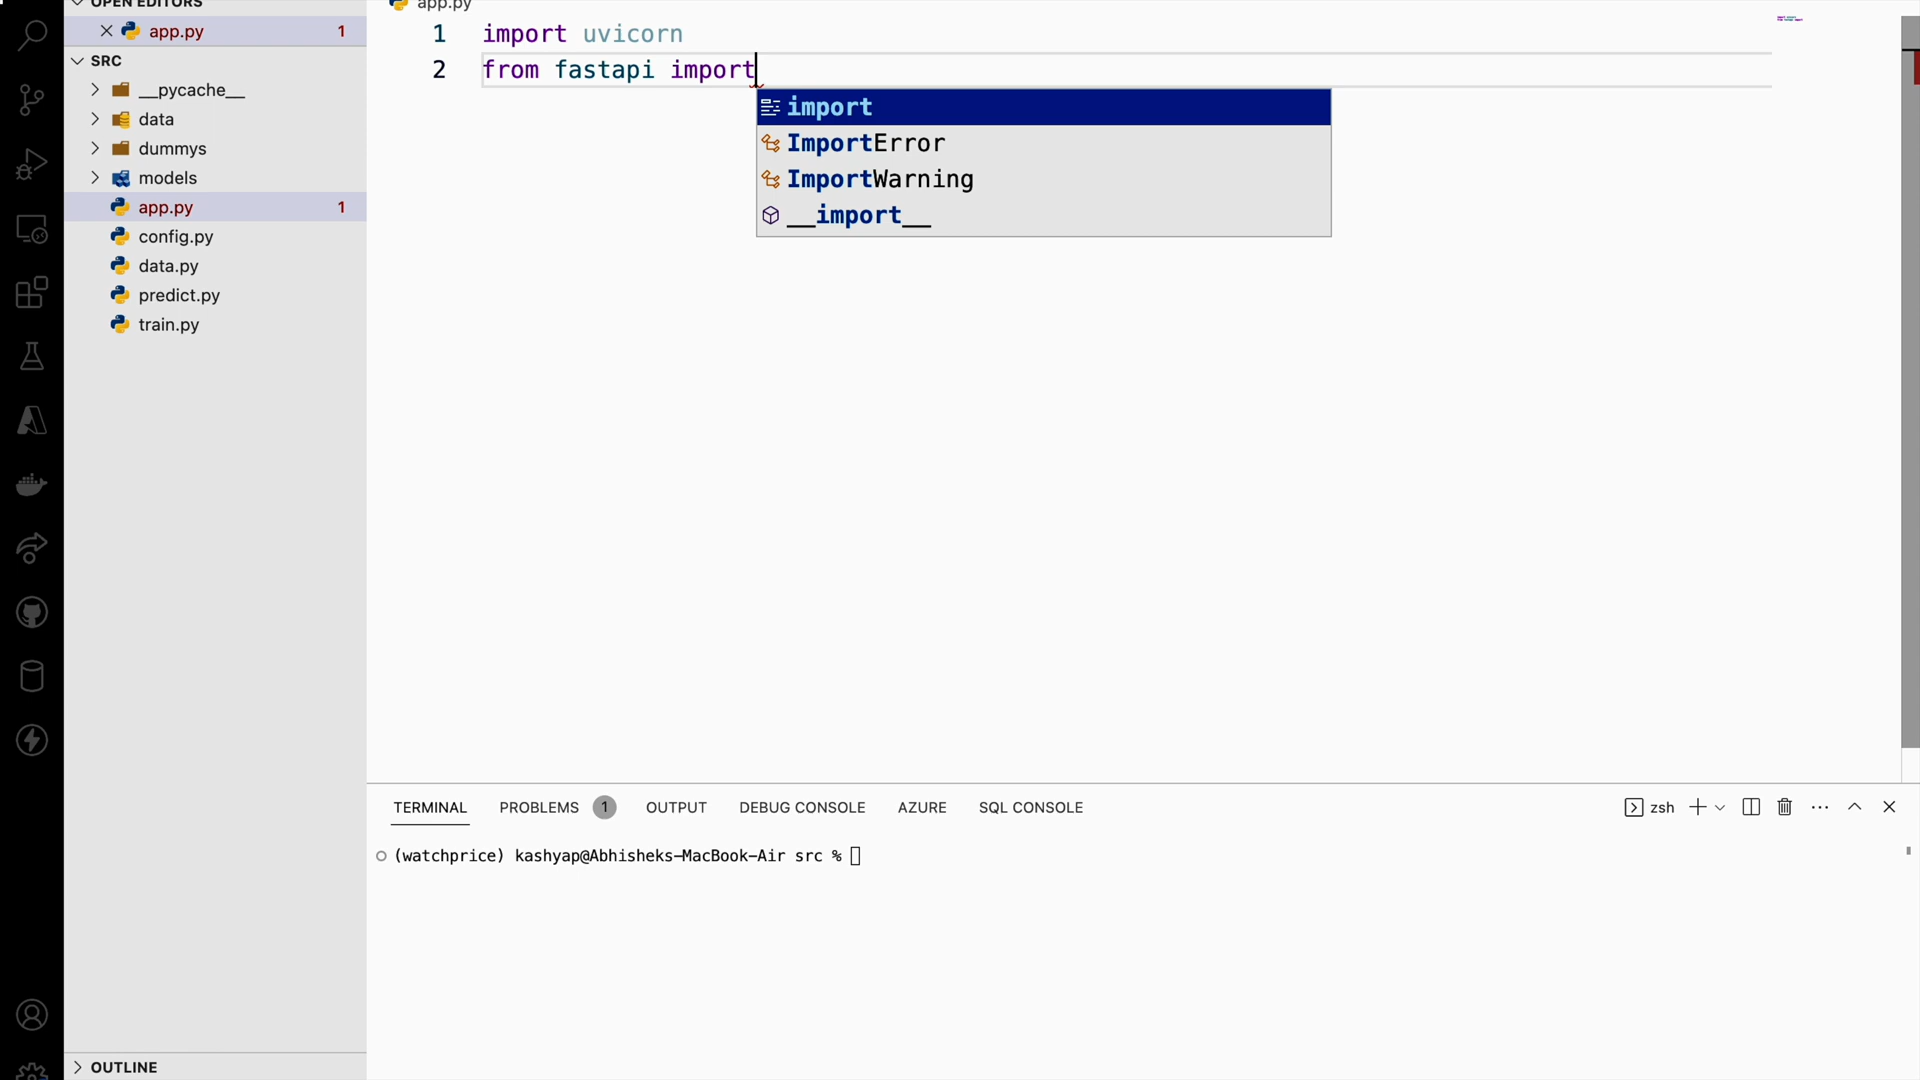 OPEN EDITORS
app.py 1
SRC
__pycache__
data
dummys
models
app.py 1
config.py
data.py
predict.py
train.py
OUTLINE
app.py
1 import uvicorn
2 from fastapi import
import
ImportError
ImportWarning
__import__
TERMINAL PROBLEMS 1 OUTPUT DEBUG CONSOLE AZURE SQL CONSOLE zsh
(watchprice) kashyap@Abhisheks-MacBook-Air src %